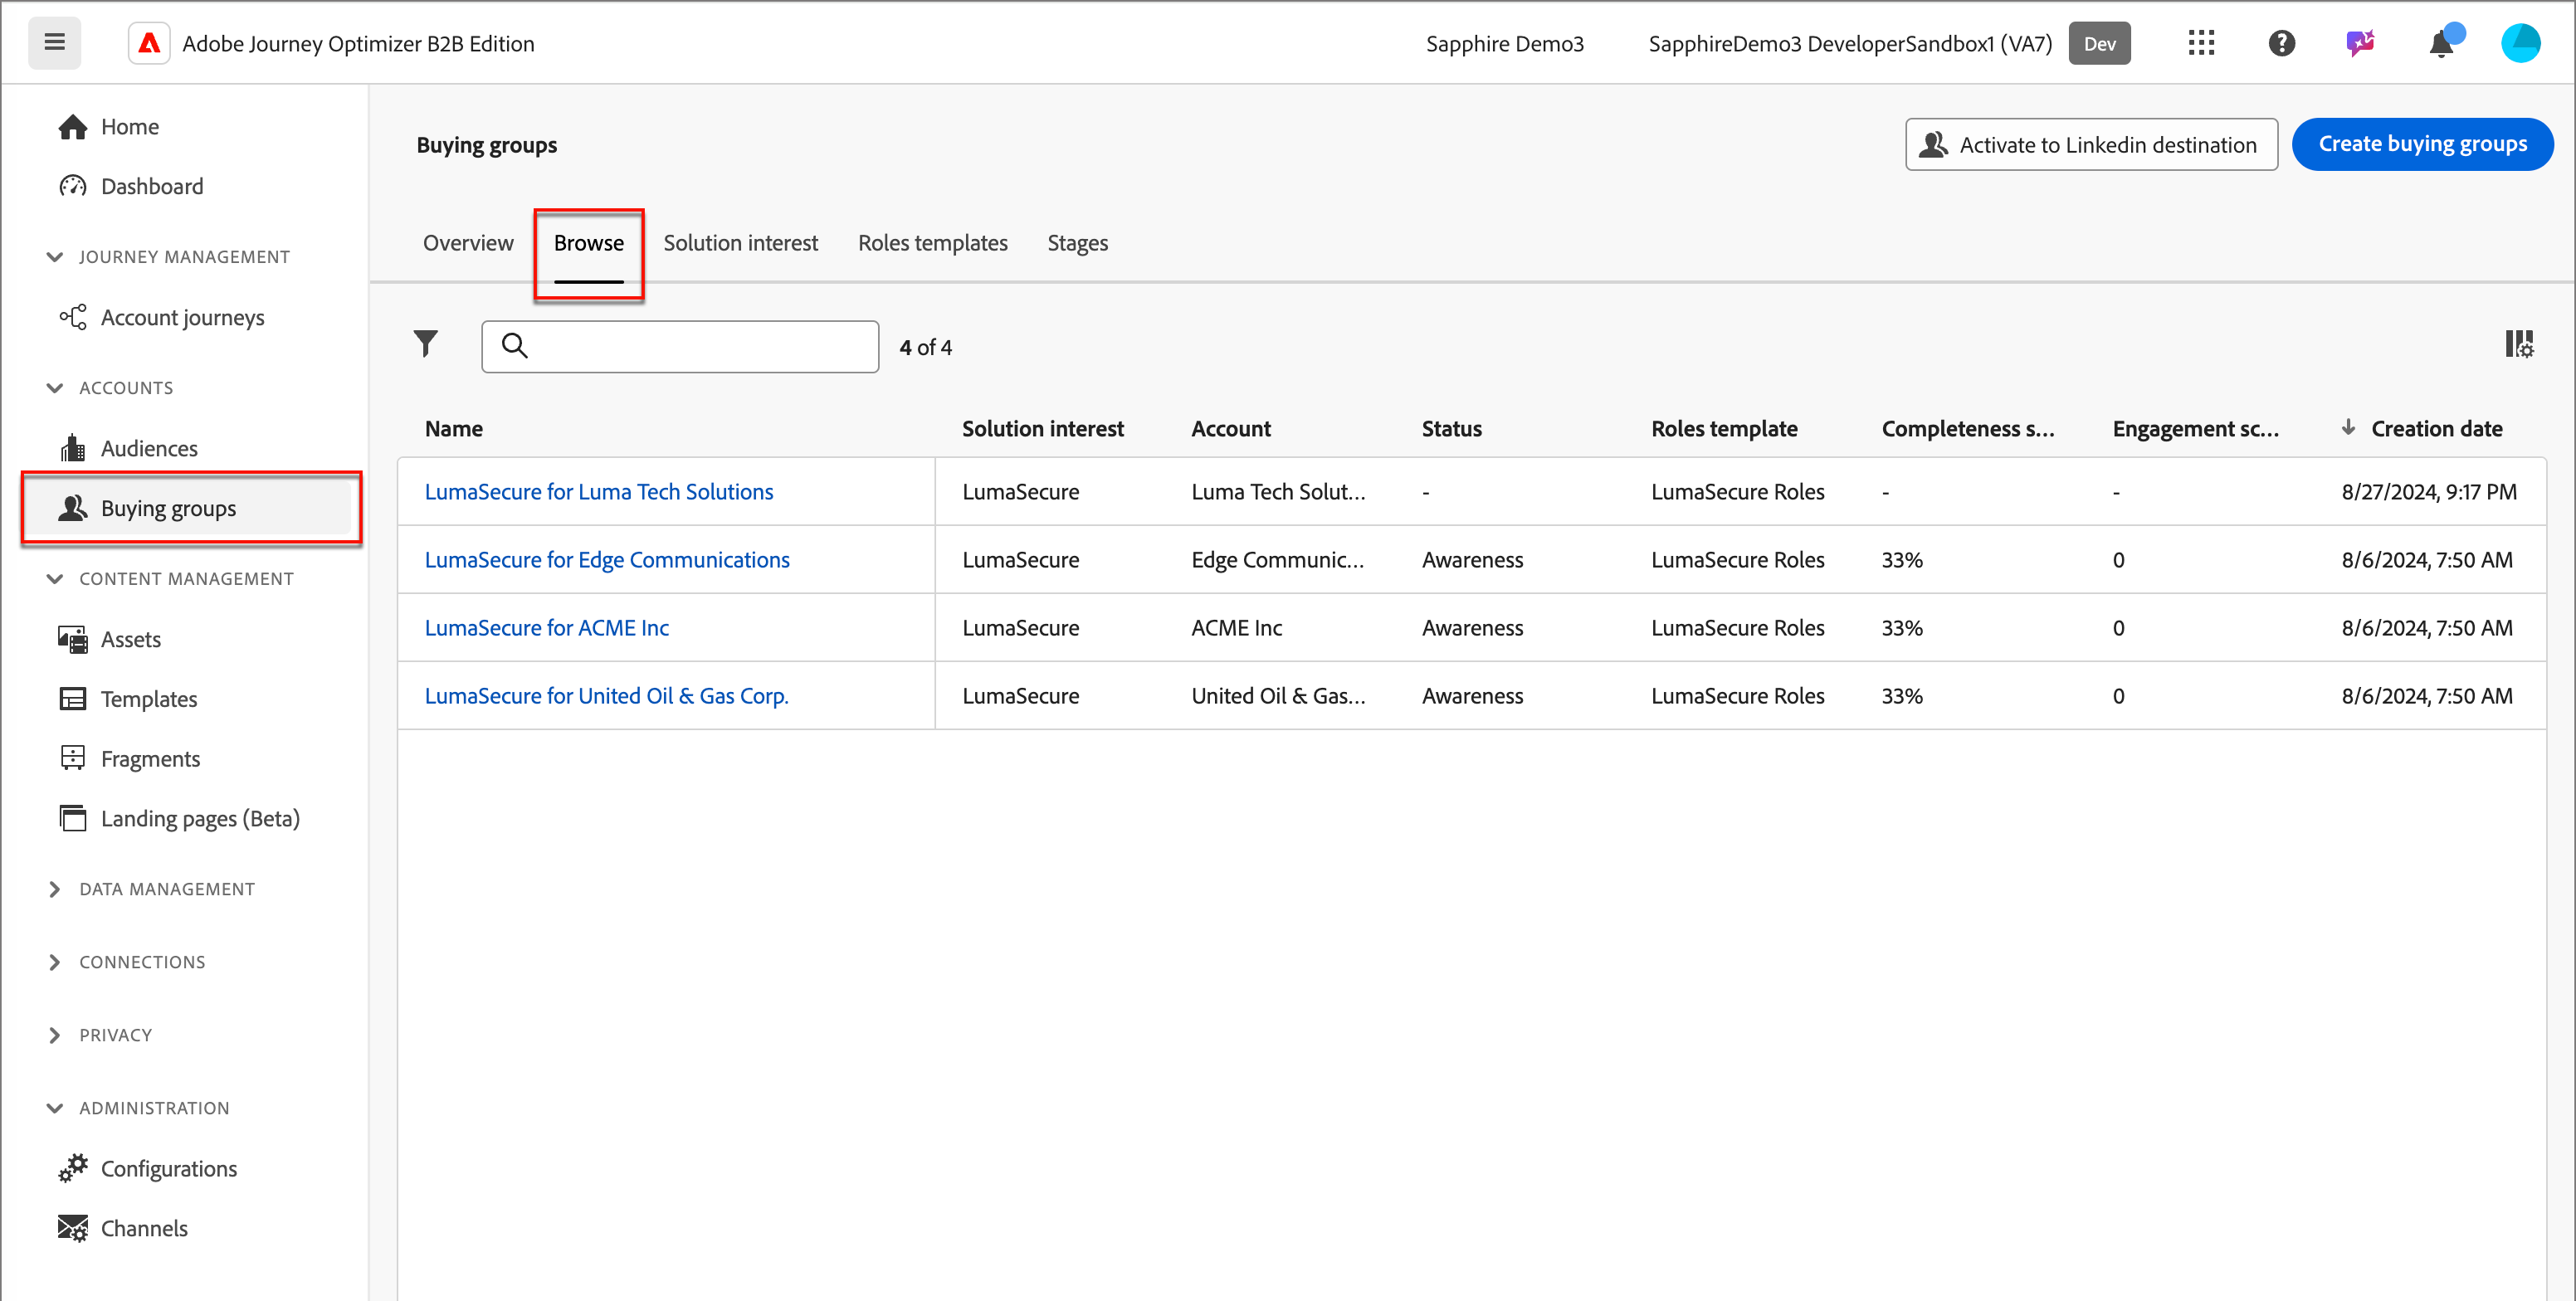 Adobe Journey Optimizer B2B Edition
Sapphire Demo3
SapphireDemo3 DeveloperSandbox1 (VA7)
Dev
Home
Dashboard
JOURNEY MANAGEMENT
Account journeys
ACCOUNTS
Audiences
Buying groups
CONTENT MANAGEMENT
Assets
Templates
Fragments
Landing pages (Beta)
DATA MANAGEMENT
CONNECTIONS
PRIVACY
ADMINISTRATION
Configurations
Channels
Buying groups
Activate to Linkedin destination
Create buying groups
Overview Browse Solution interest Roles templates Stages
4 of 4
Name Solution interest Account Status Roles template Completeness s... Engagement sc... Creation date
LumaSecure for Luma Tech Solutions LumaSecure Luma Tech Solut... - LumaSecure Roles - - 8/27/2024, 9:17 PM
LumaSecure for Edge Communications LumaSecure Edge Communic... Awareness LumaSecure Roles 33% 0 8/6/2024, 7:50 AM
LumaSecure for ACME Inc LumaSecure ACME Inc Awareness LumaSecure Roles 33% 0 8/6/2024, 7:50 AM
LumaSecure for United Oil & Gas Corp. LumaSecure United Oil & Gas... Awareness LumaSecure Roles 33% 0 8/6/2024, 7:50 AM